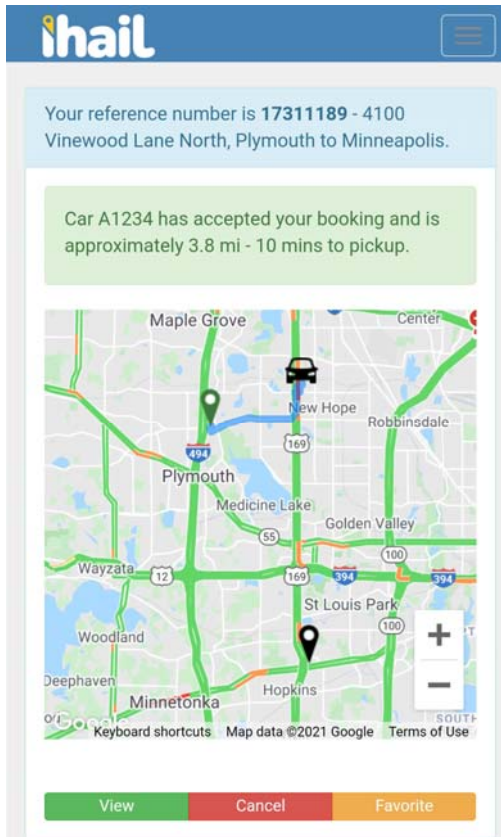 ihail
Your reference number is 17311189 - 4100
Vinewood Lane North, Plymouth to Minneapolis.
Car A1234 has accepted your booking and is
approximately 3.8 mi - 10 mins to pickup.
Maple Grove
Center
New Hope
Robbinsdale
169
494
Plymouth
Medicine Lake
Golden Valley
55
100
Wayzata
12
169
394
394
St Louis Park
100
+
Woodland
−
Deephaven
Hopkins
Minnetonka
SOUTH
Google
Keyboard shortcuts Map data ©2021 Google Terms of Use
View Cancel Favorite